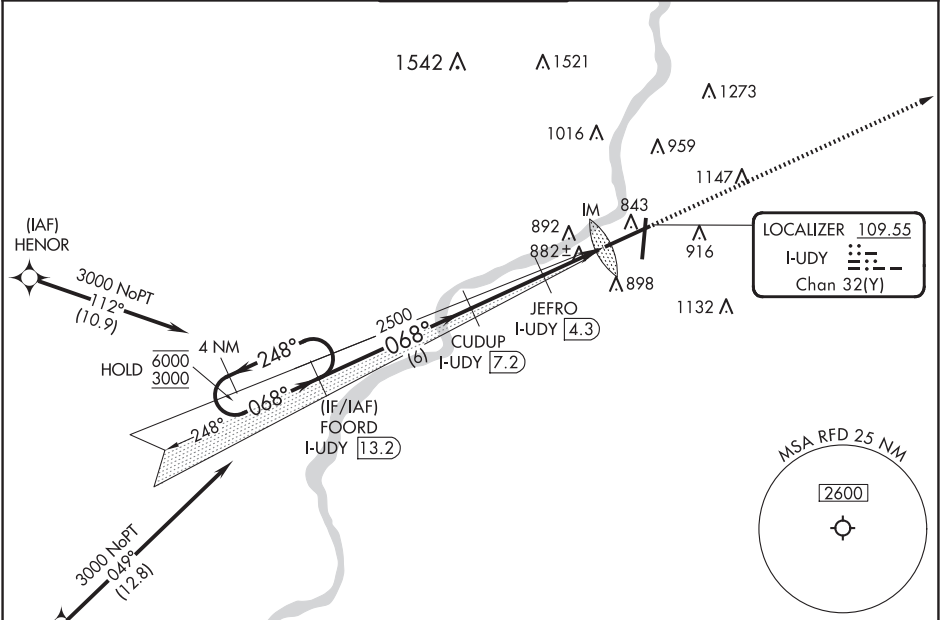 1542
1521
1273
1016
959
1147
IM
843
892
882±
916
898
1132
LOCALIZER 109.55
I-UDY
Chan 32(Y)
(IAF)
HENOR
3000 NoPT
112°
(10.9)
HOLD 6000
3000
4 NM
248°
068°
248°
2500
068°
(6)
JEFRO
I-UDY 4.3
CUDUP
I-UDY 7.2
(IF/IAF)
FOORD
I-UDY 13.2
3000 NoPT
049°
(12.8)
MSA RFD 25 NM
2600